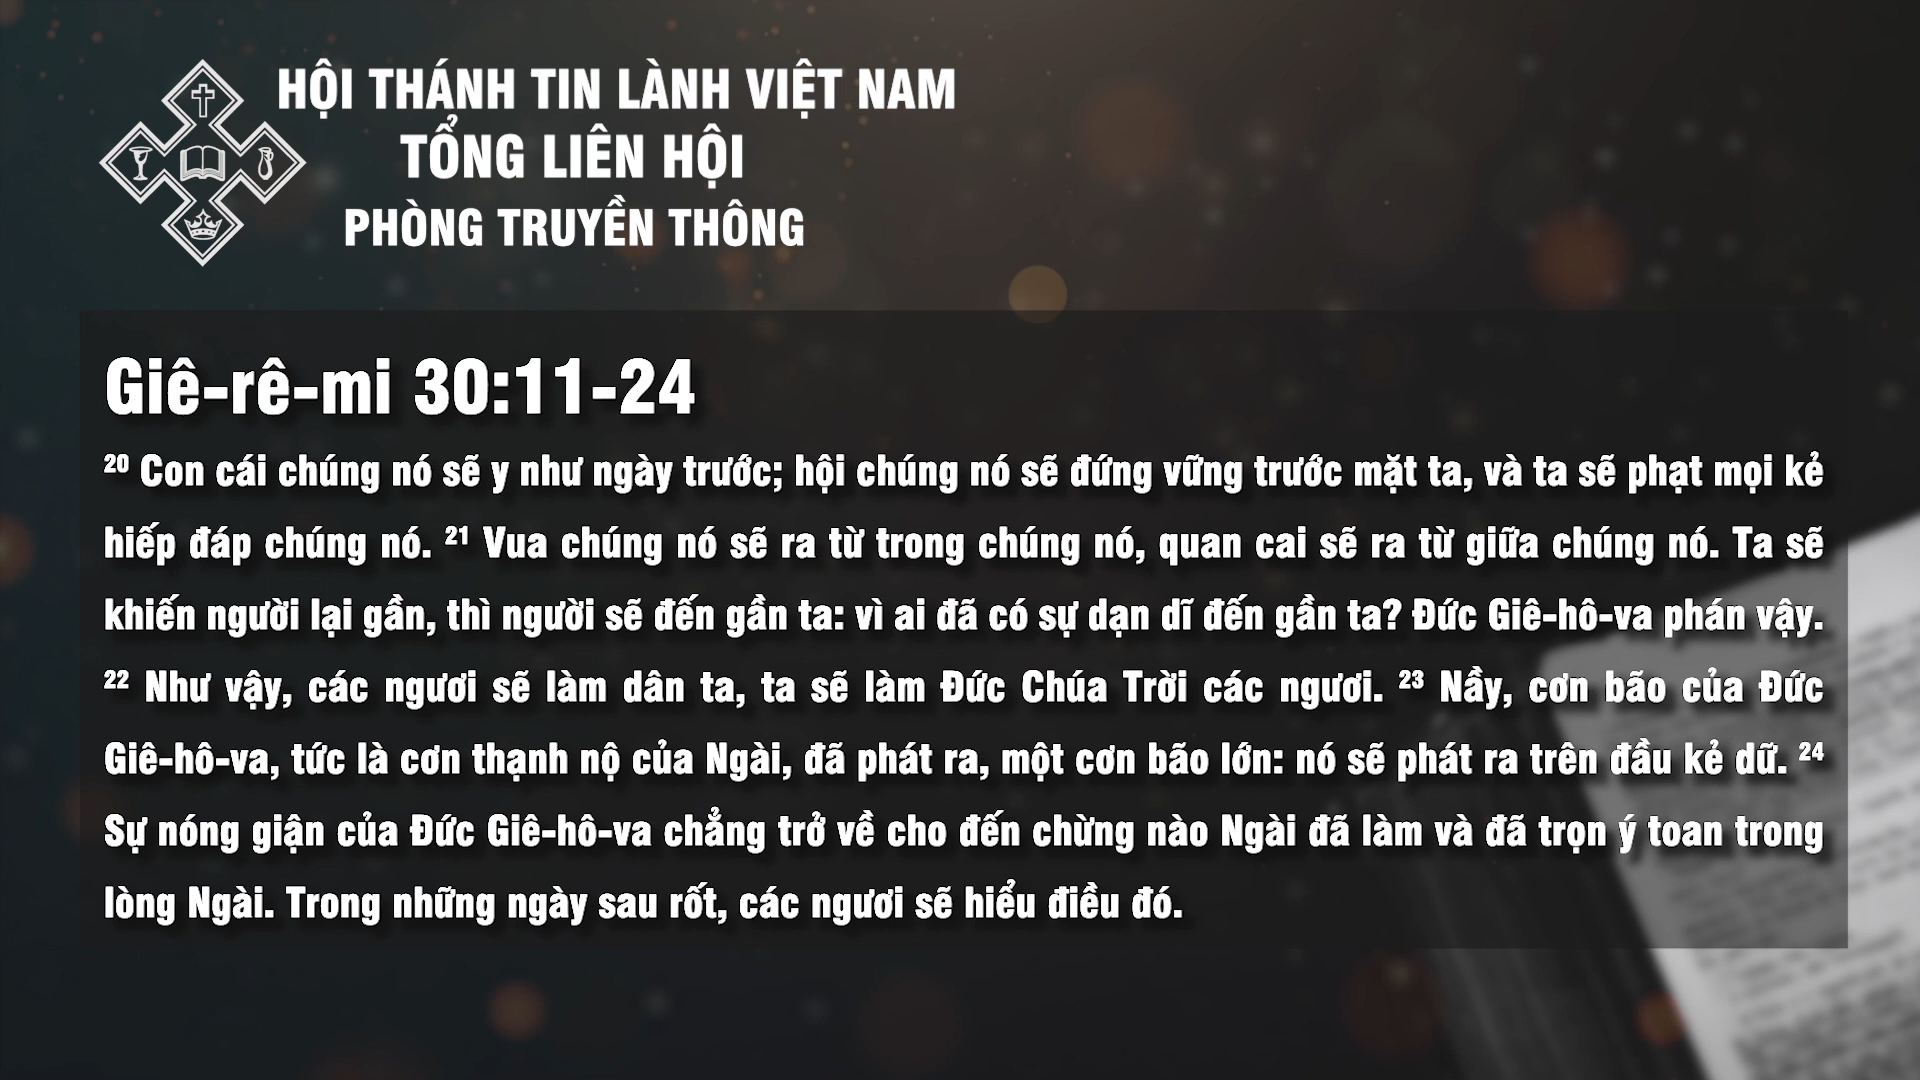 HỘI THÁNH TIN LÀNH VIỆT NAM
TỔNG LIÊN HỘI
PHÒNG TRUYỀN THÔNG
Giê-rê-mi 30:11-24
²⁰ Con cái chúng nó sẽ y như ngày trước; hội chúng nó sẽ đứng vững trước mặt ta, và ta sẽ phạt mọi kẻ
hiếp đáp chúng nó. ²¹ Vua chúng nó sẽ ra từ trong chúng nó, quan cai sẽ ra từ giữa chúng nó. Ta sẽ
khiến người lại gần, thì người sẽ đến gần ta: vì ai đã có sự dạn dĩ đến gần ta? Đức Giê-hô-va phán vậy.
²² Như vậy, các ngươi sẽ làm dân ta, ta sẽ làm Đức Chúa Trời các ngươi. ²³ Nầy, cơn bão của Đức
Giê-hô-va, tức là cơn thạnh nộ của Ngài, đã phát ra, một cơn bão lớn: nó sẽ phát ra trên đầu kẻ dữ. ²⁴
Sự nóng giận của Đức Giê-hô-va chẳng trở về cho đến chừng nào Ngài đã làm và đã trọn ý toan trong
lòng Ngài. Trong những ngày sau rốt, các ngươi sẽ hiểu điều đó.